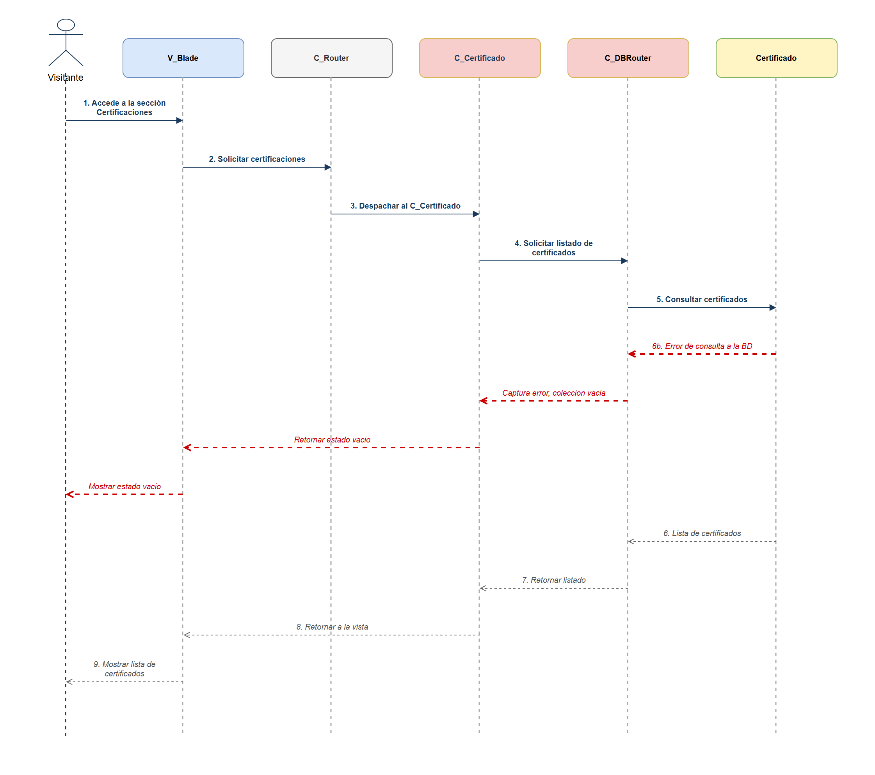 Visitante
V_Blade
C_Router
C_Certificado
C_DBRouter
Certificado
1. Accede a la sección
Certificaciones
2. Solicitar certificaciones
3. Despachar al C_Certificado
4. Solicitar listado de
certificados
5. Consultar certificados
6b. Error de consulta a la BD
Captura error, coleccion vacia
Retornar estado vacio
Mostrar estado vacio
6. Lista de certificados
7. Retornar listado
8. Retornar a la vista
9. Mostrar lista de
certificados